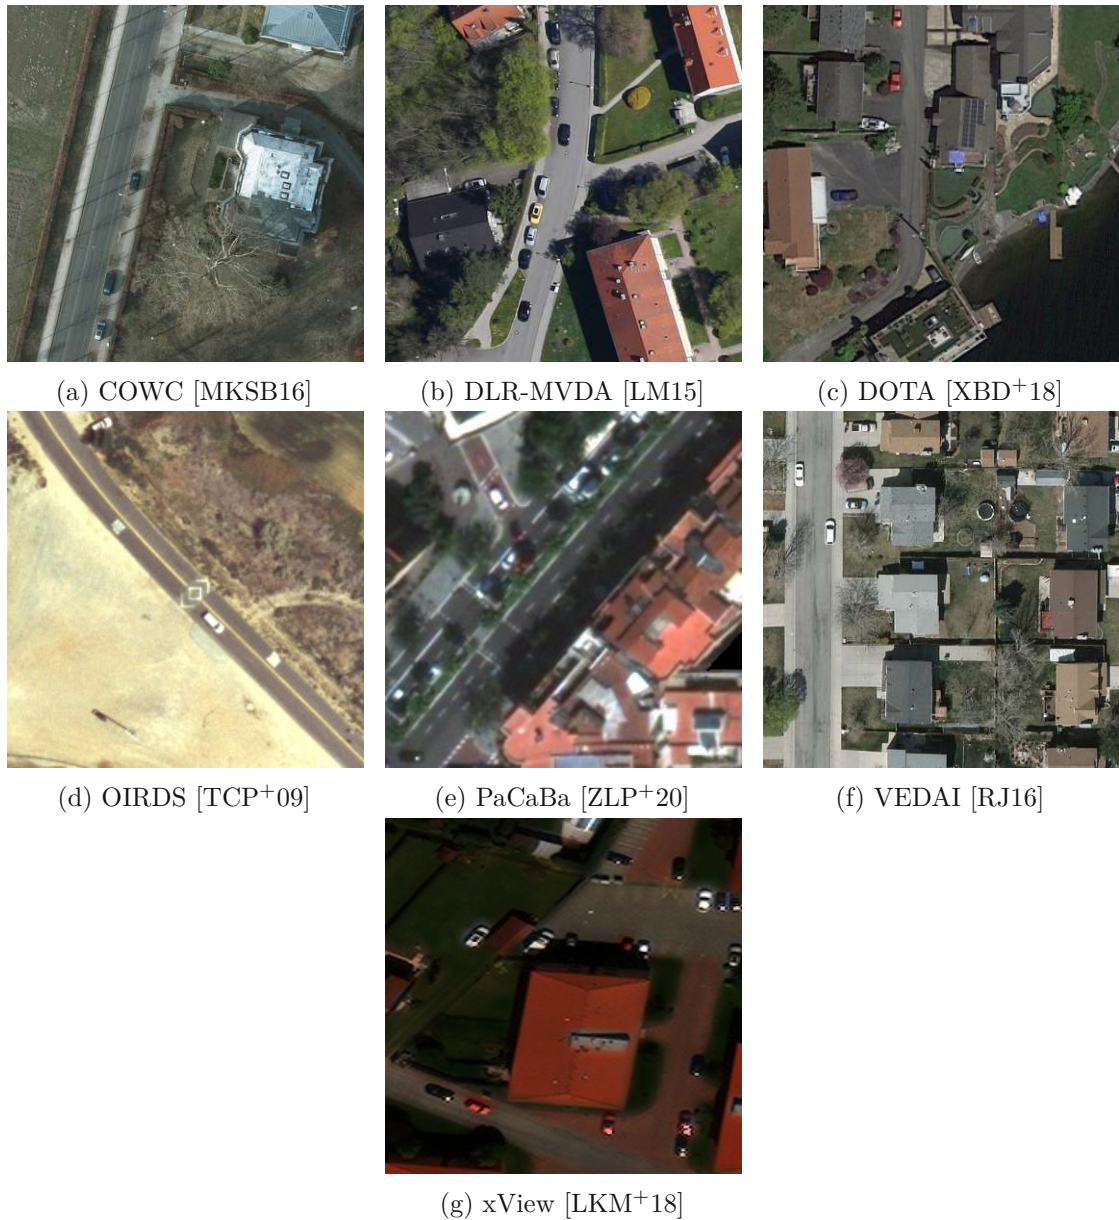 (a) COWC [MKSB16]
(b) DLR-MVDA [LM15]
(c) DOTA [XBD+18]
(d) OIRDS [TCP+09]
(e) PaCaBa [ZLP+20]
(f) VEDAI [RJ16]
(g) xView [LKM+18]